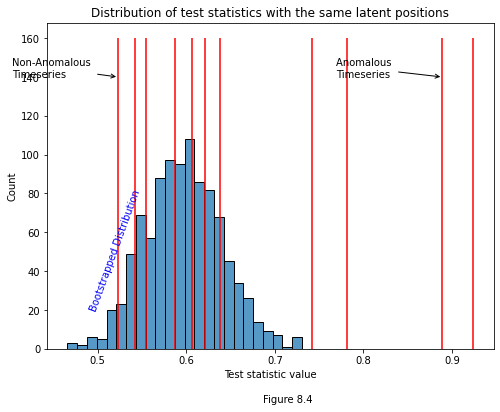 Distribution of test statistics with the same latent positions
160
Non-Anomalous
Timeseries
Anomalous
Timeseries
140
120
100
80
60
40
20
0
Count
Bootstrapped Distribution
0.5 0.6 0.7 0.8 0.9
Test statistic value
Figure 8.4